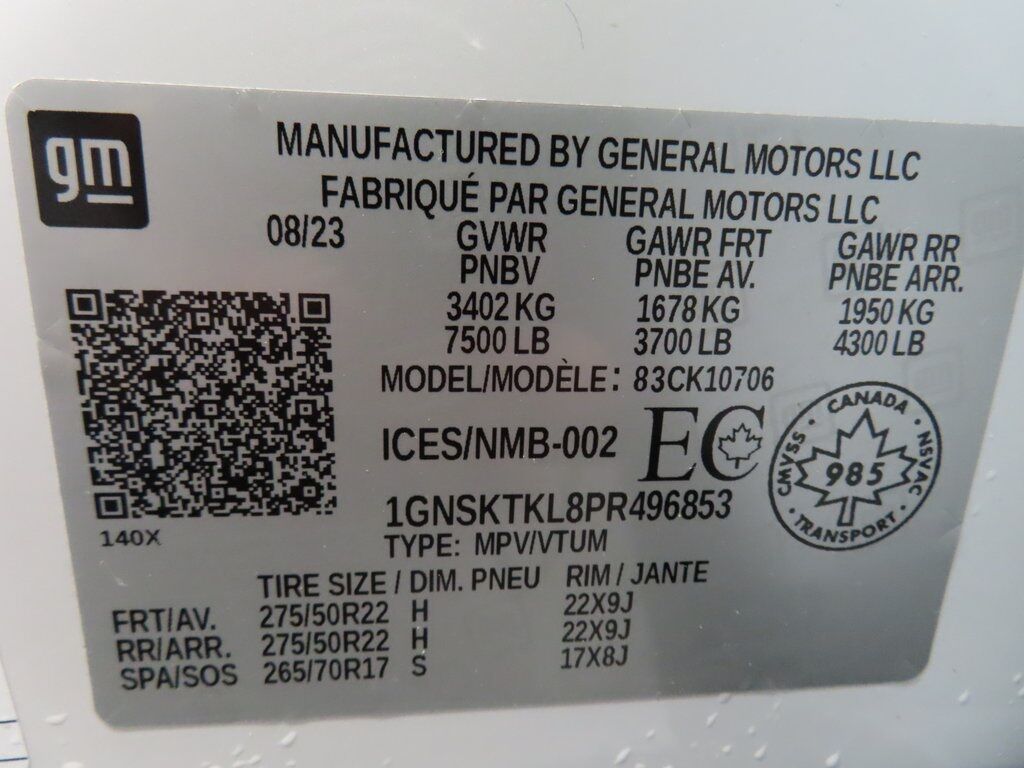 gm
MANUFACTURED BY GENERAL MOTORS LLC
FABRIQUÉ PAR GENERAL MOTORS LLC
08/23 GVWR GAWR FRT GAWR RR
PNBV PNBE AV. PNBE ARR.
3402 KG 1678 KG 1950 KG
7500 LB 3700 LB 4300 LB
MODEL/MODÈLE: 83CK10706
ICES/NMB-002 EC
CANADA
CMVSS · NSVAC
985
TRANSPORT
1GNSKTKL8PR496853
140X
TYPE: MPV/VTUM
TIRE SIZE / DIM. PNEU RIM / JANTE
FRT/AV. 275/50R22 H 22X9J
RR/ARR. 275/50R22 H 22X9J
SPA/SOS 265/70R17 S 17X8J